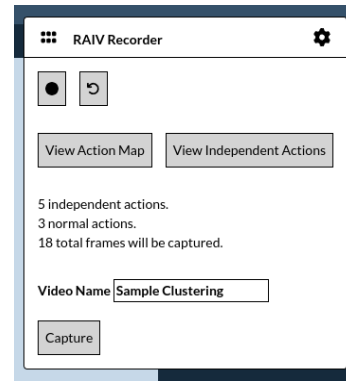 RAIV Recorder
View Action Map
View Independent Actions
5 independent actions.
3 normal actions.
18 total frames will be captured.
Video Name Sample Clustering
Capture